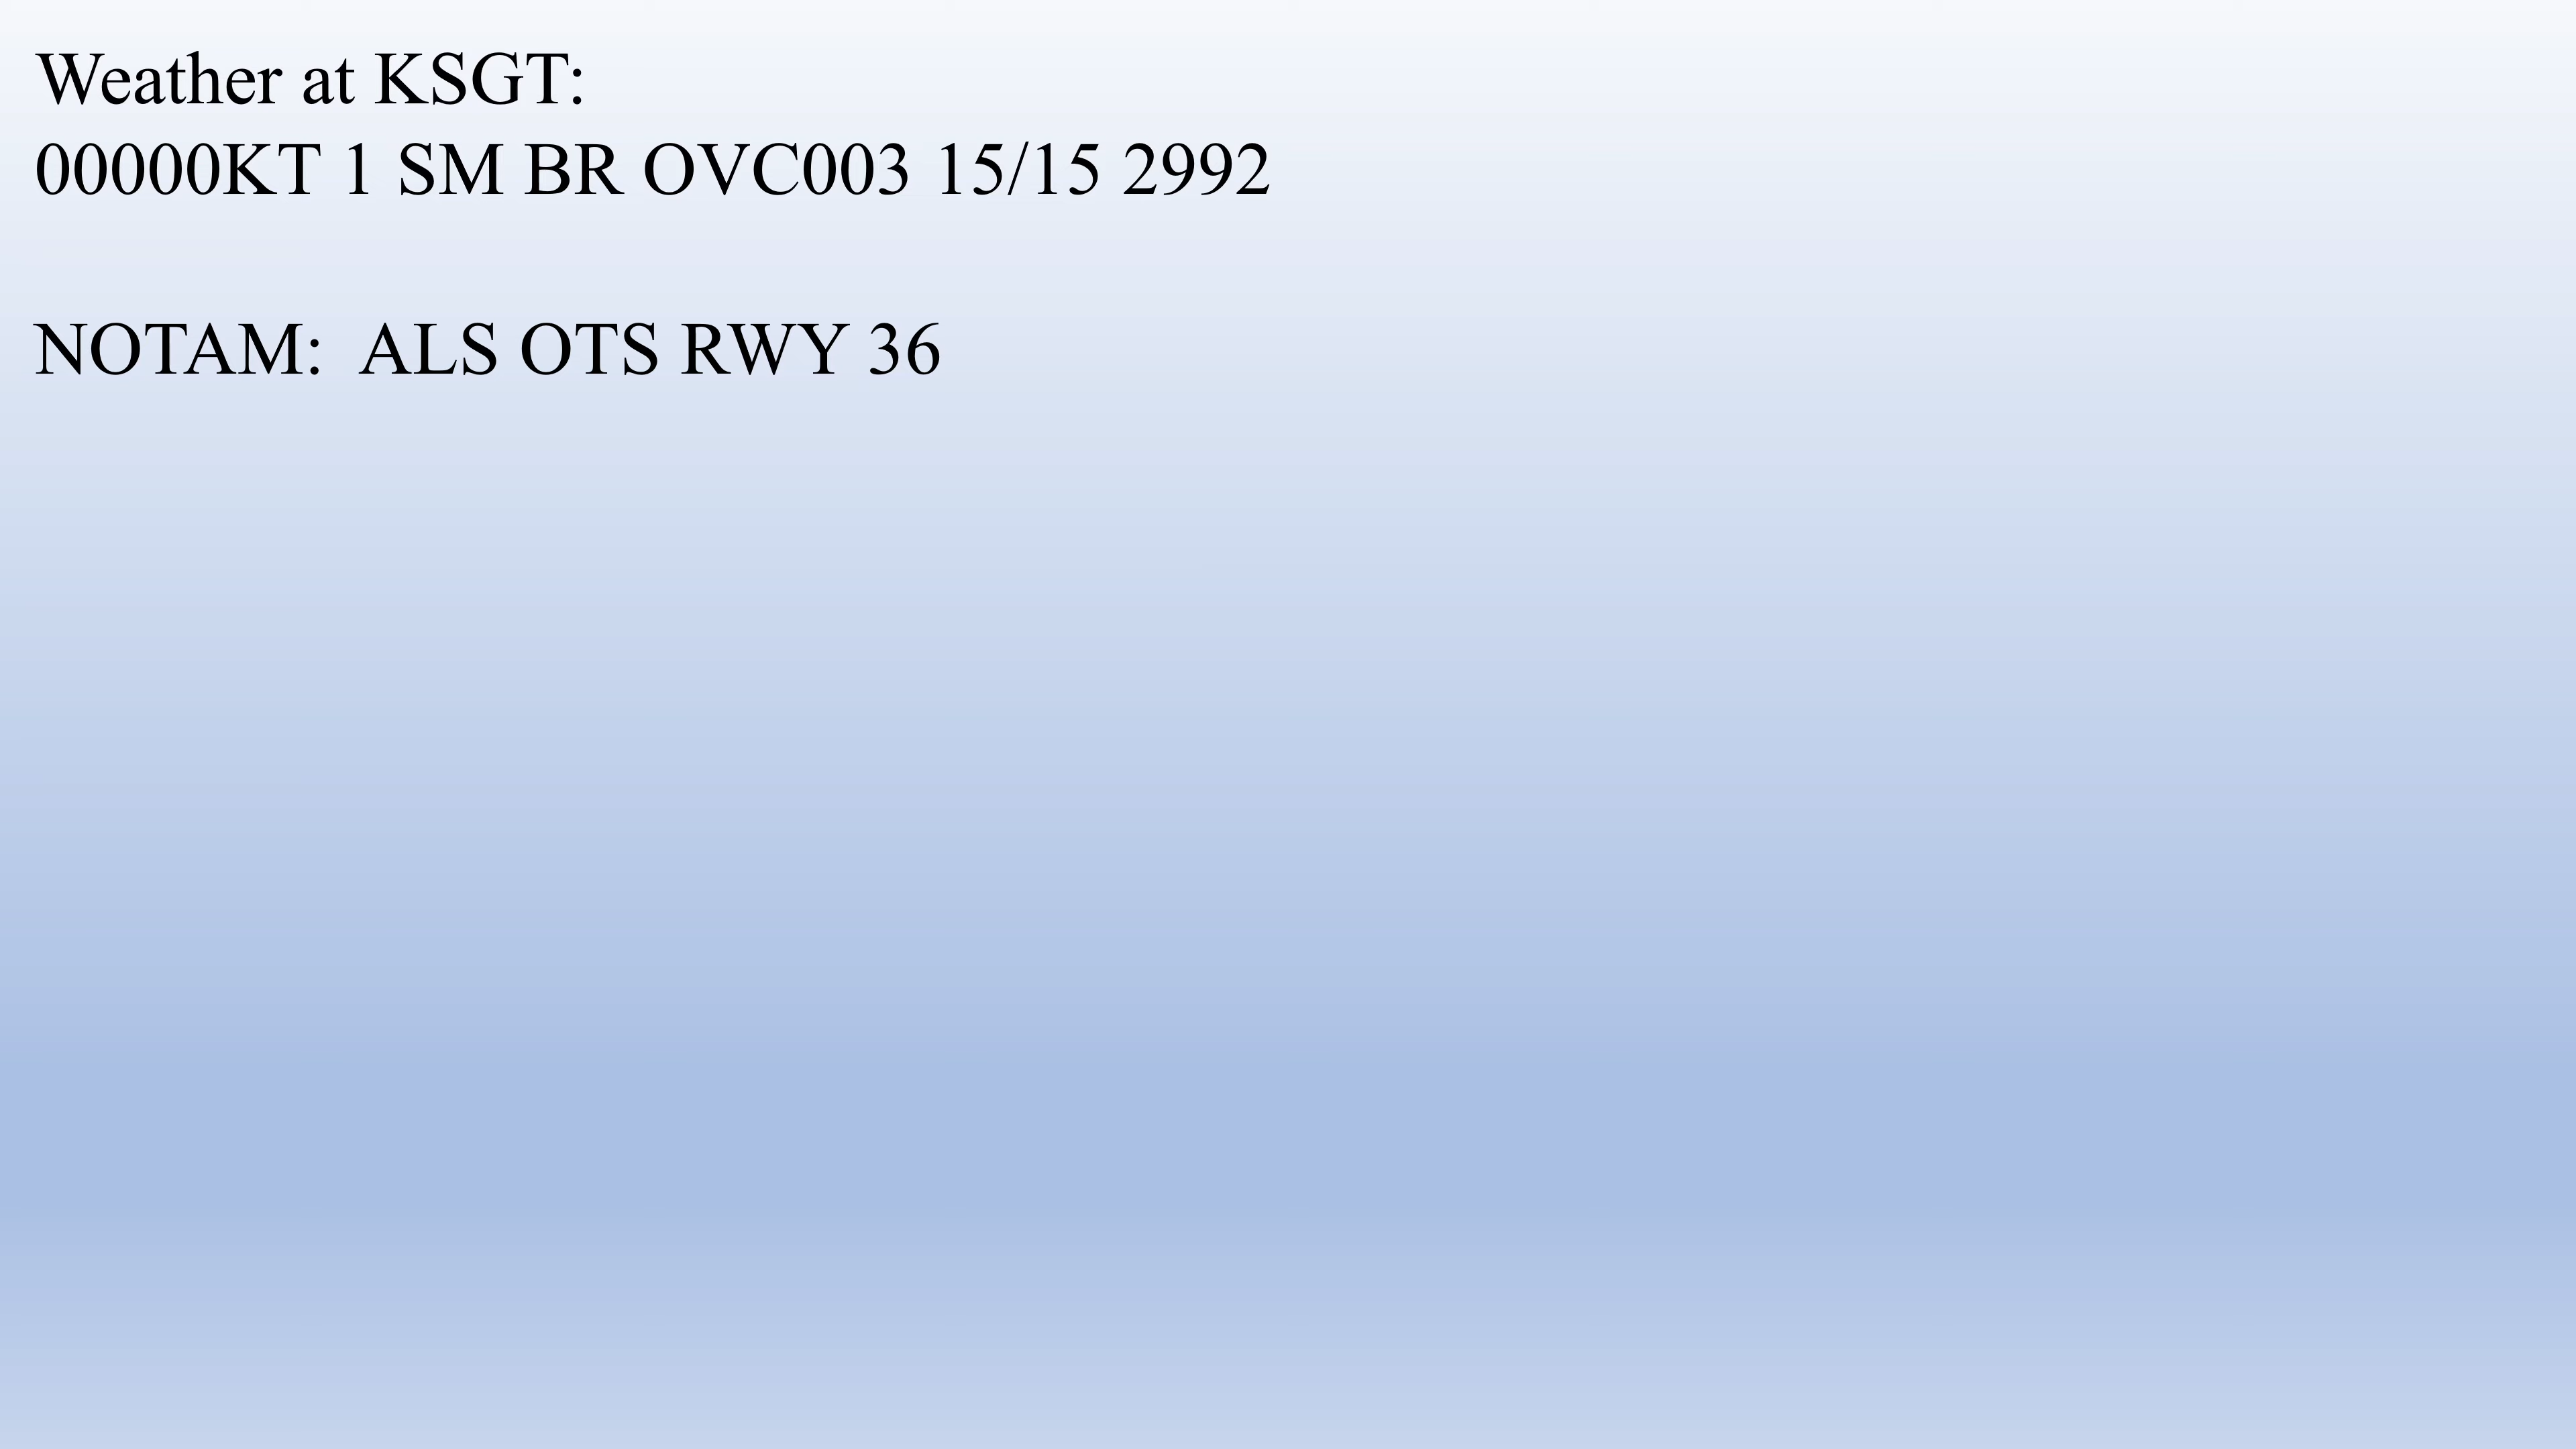 Weather at KSGT:
00000KT 1 SM BR OVC003 15/15 2992
NOTAM:  ALS OTS RWY 36